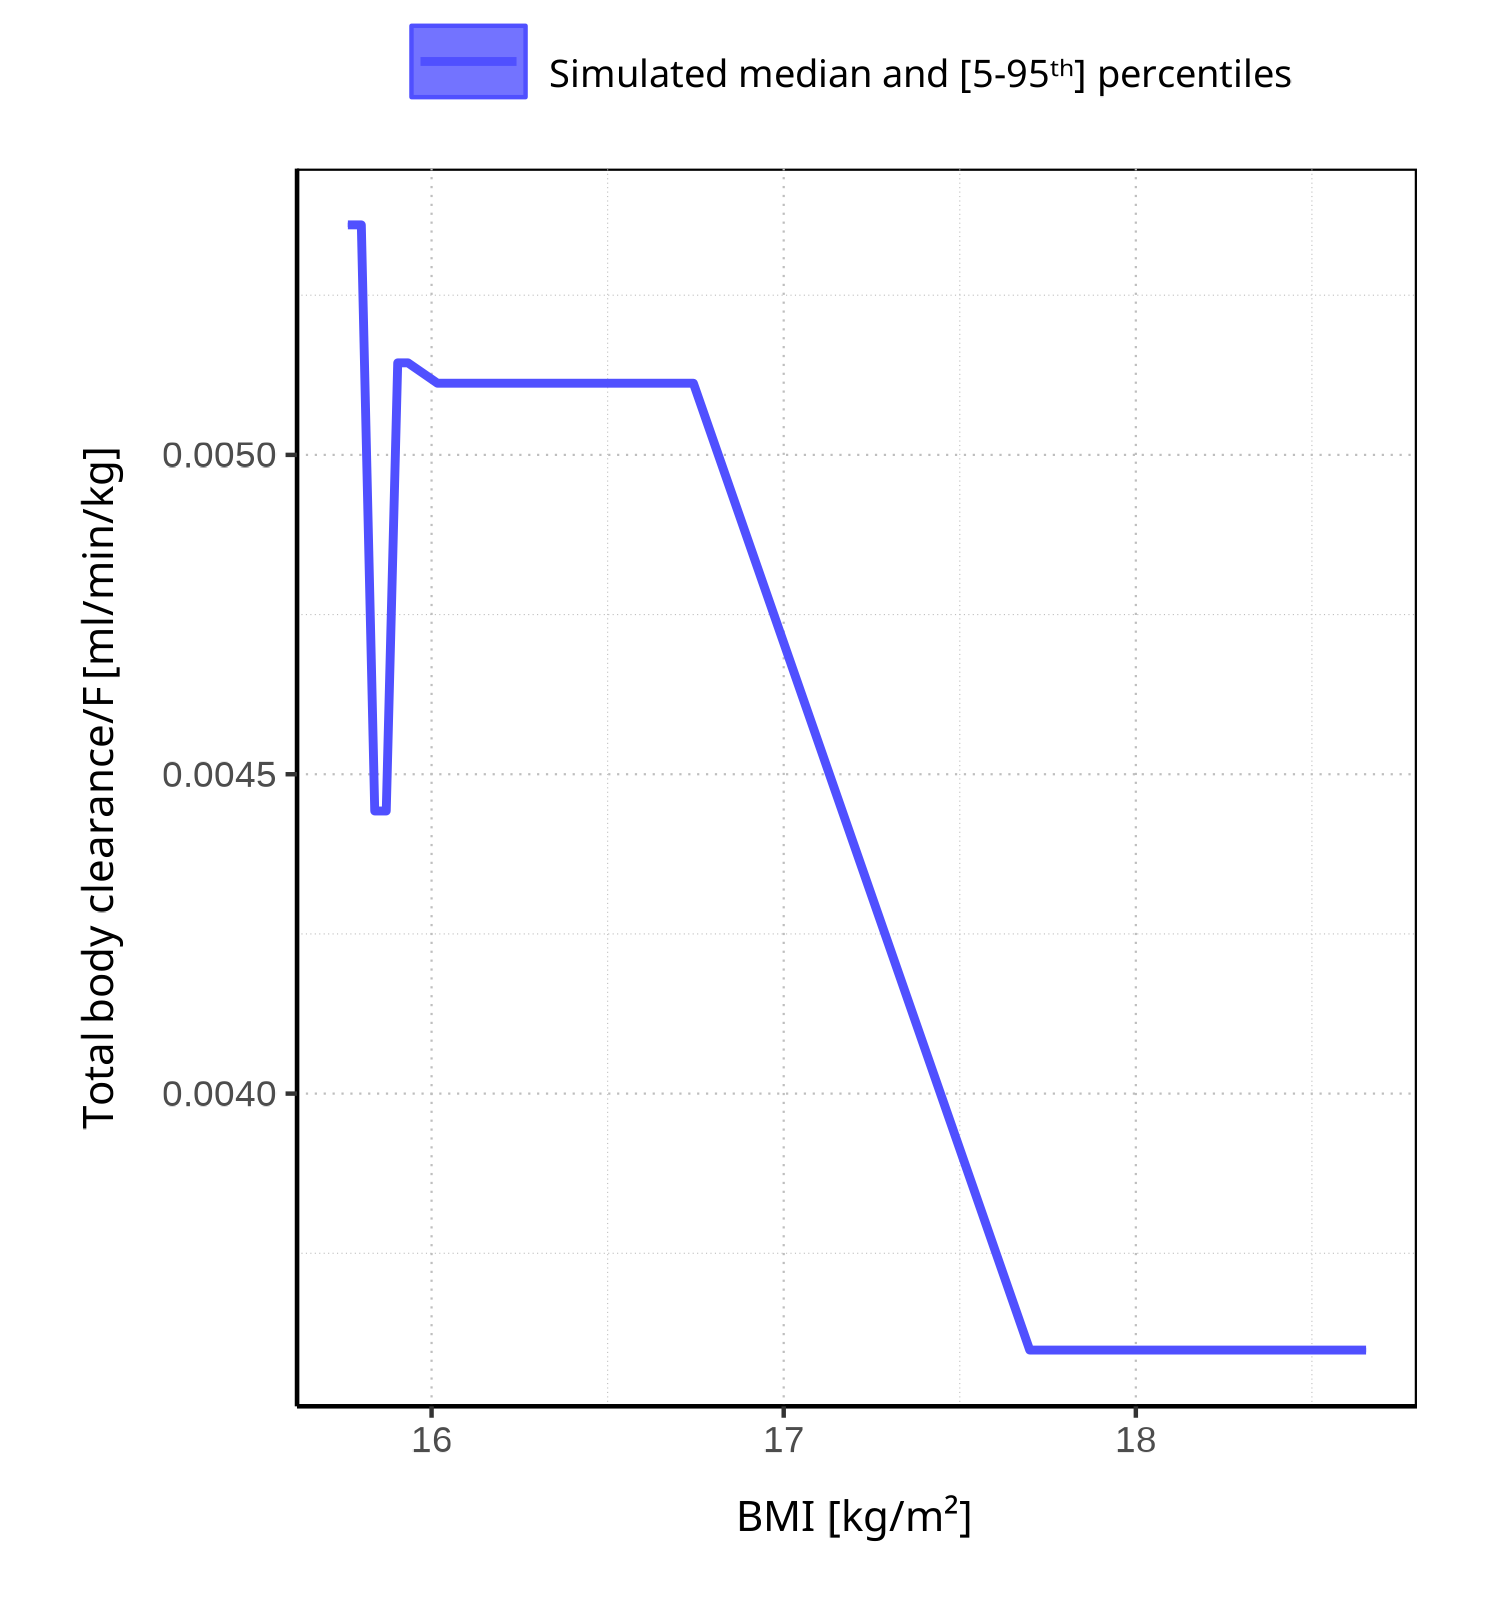 Simulated median and [5-95ᵗʰ] percentiles
Total body clearance/F [ml/min/kg]
0.0050
0.0045
0.0040
16 17 18
BMI [kg/m²]